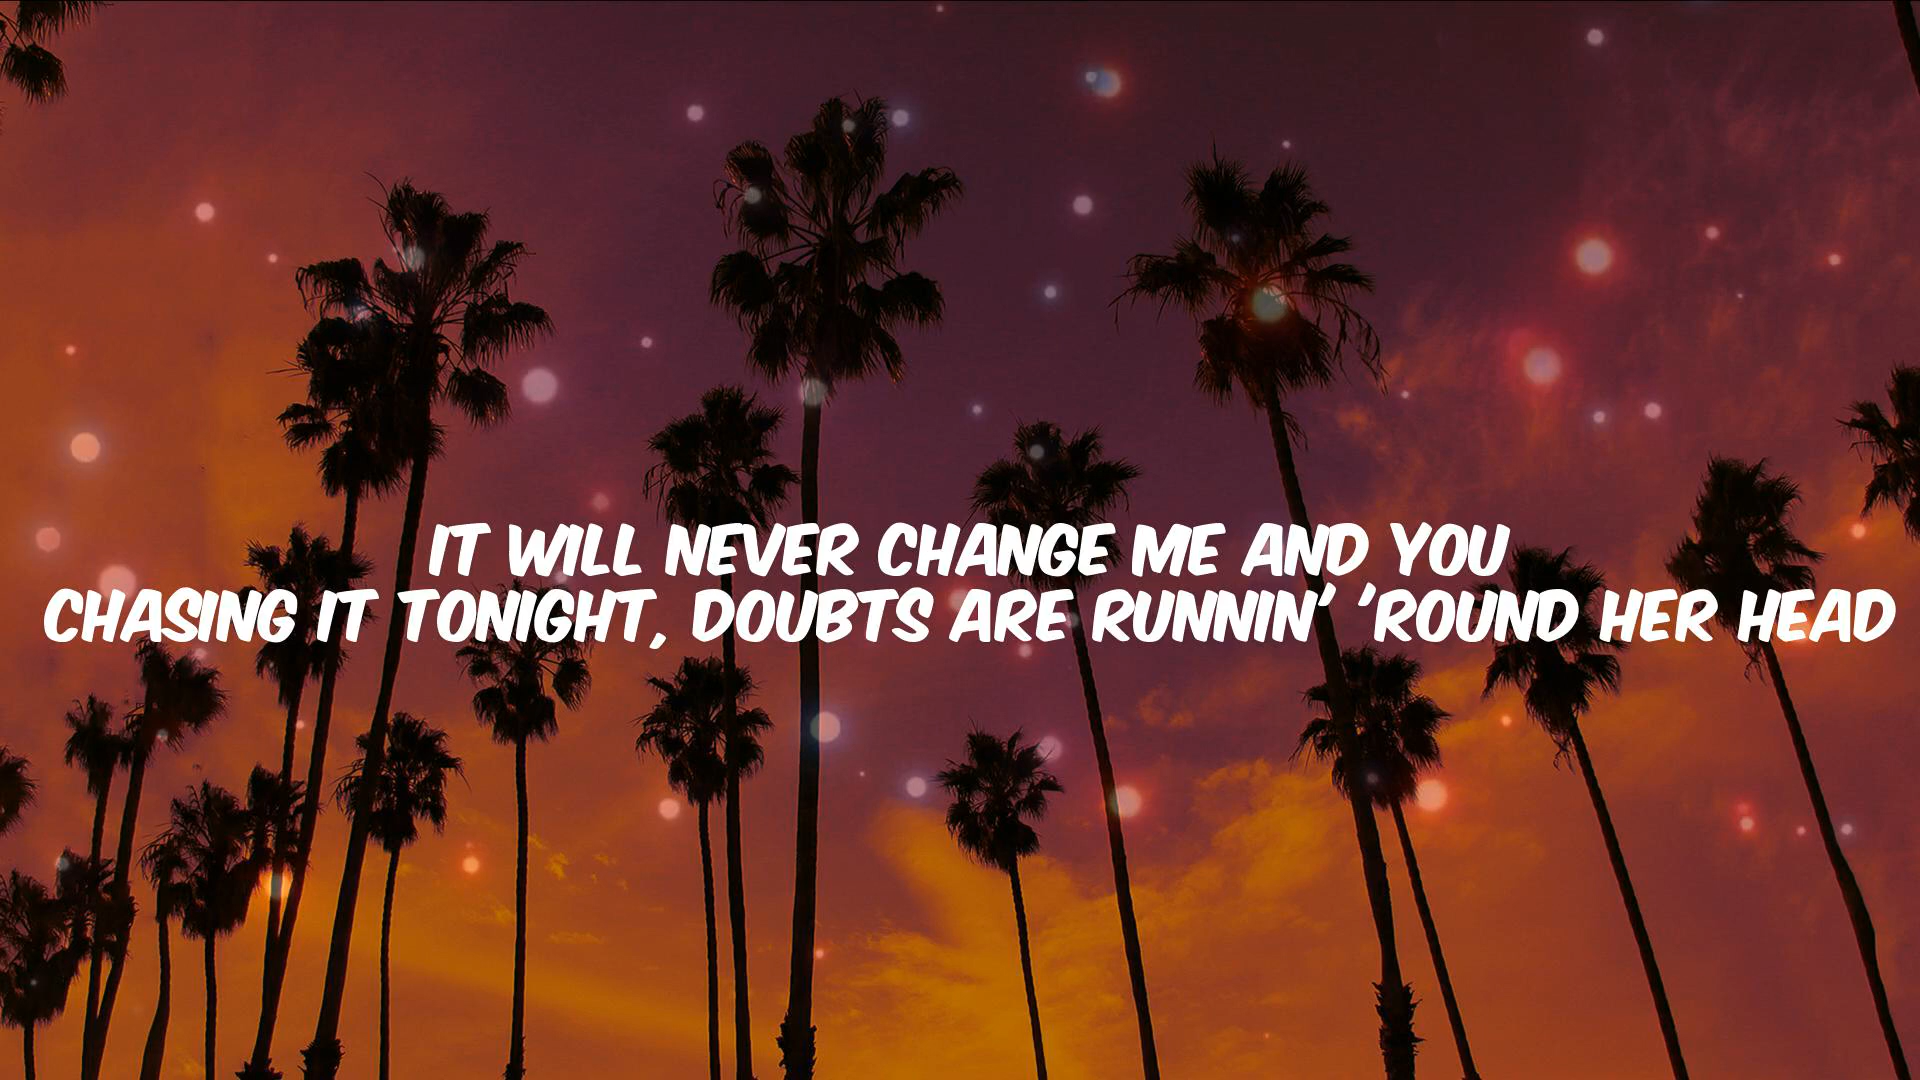 IT WILL NEVER CHANGE ME AND YOU
CHASING IT TONIGHT, DOUBTS ARE RUNNIN' 'ROUND HER HEAD